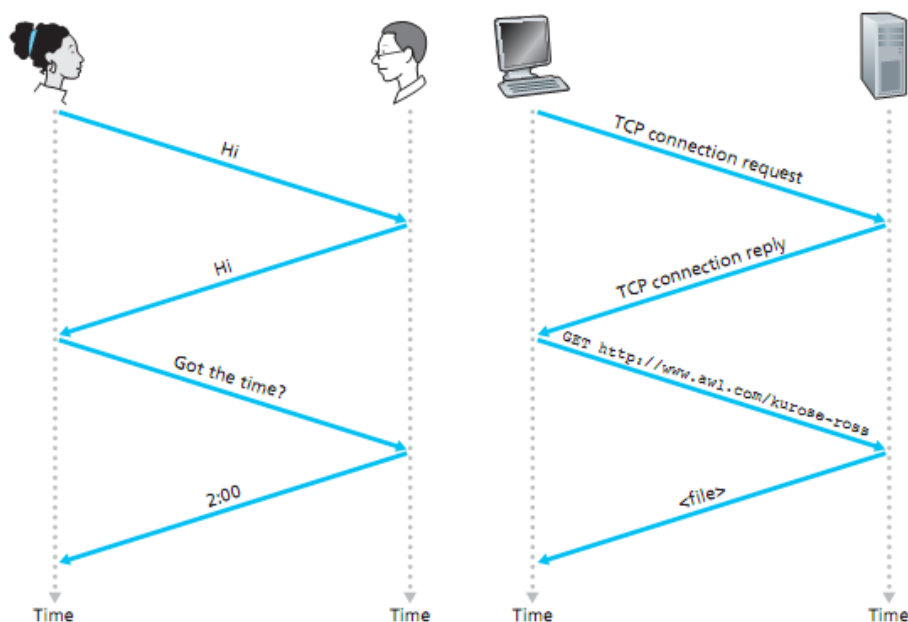 Hi
TCP connection request
Hi
TCP connection reply
Got the time?
GET http://www.awl.com/kurose-ross
2:00
<file>
Time
Time
Time
Time